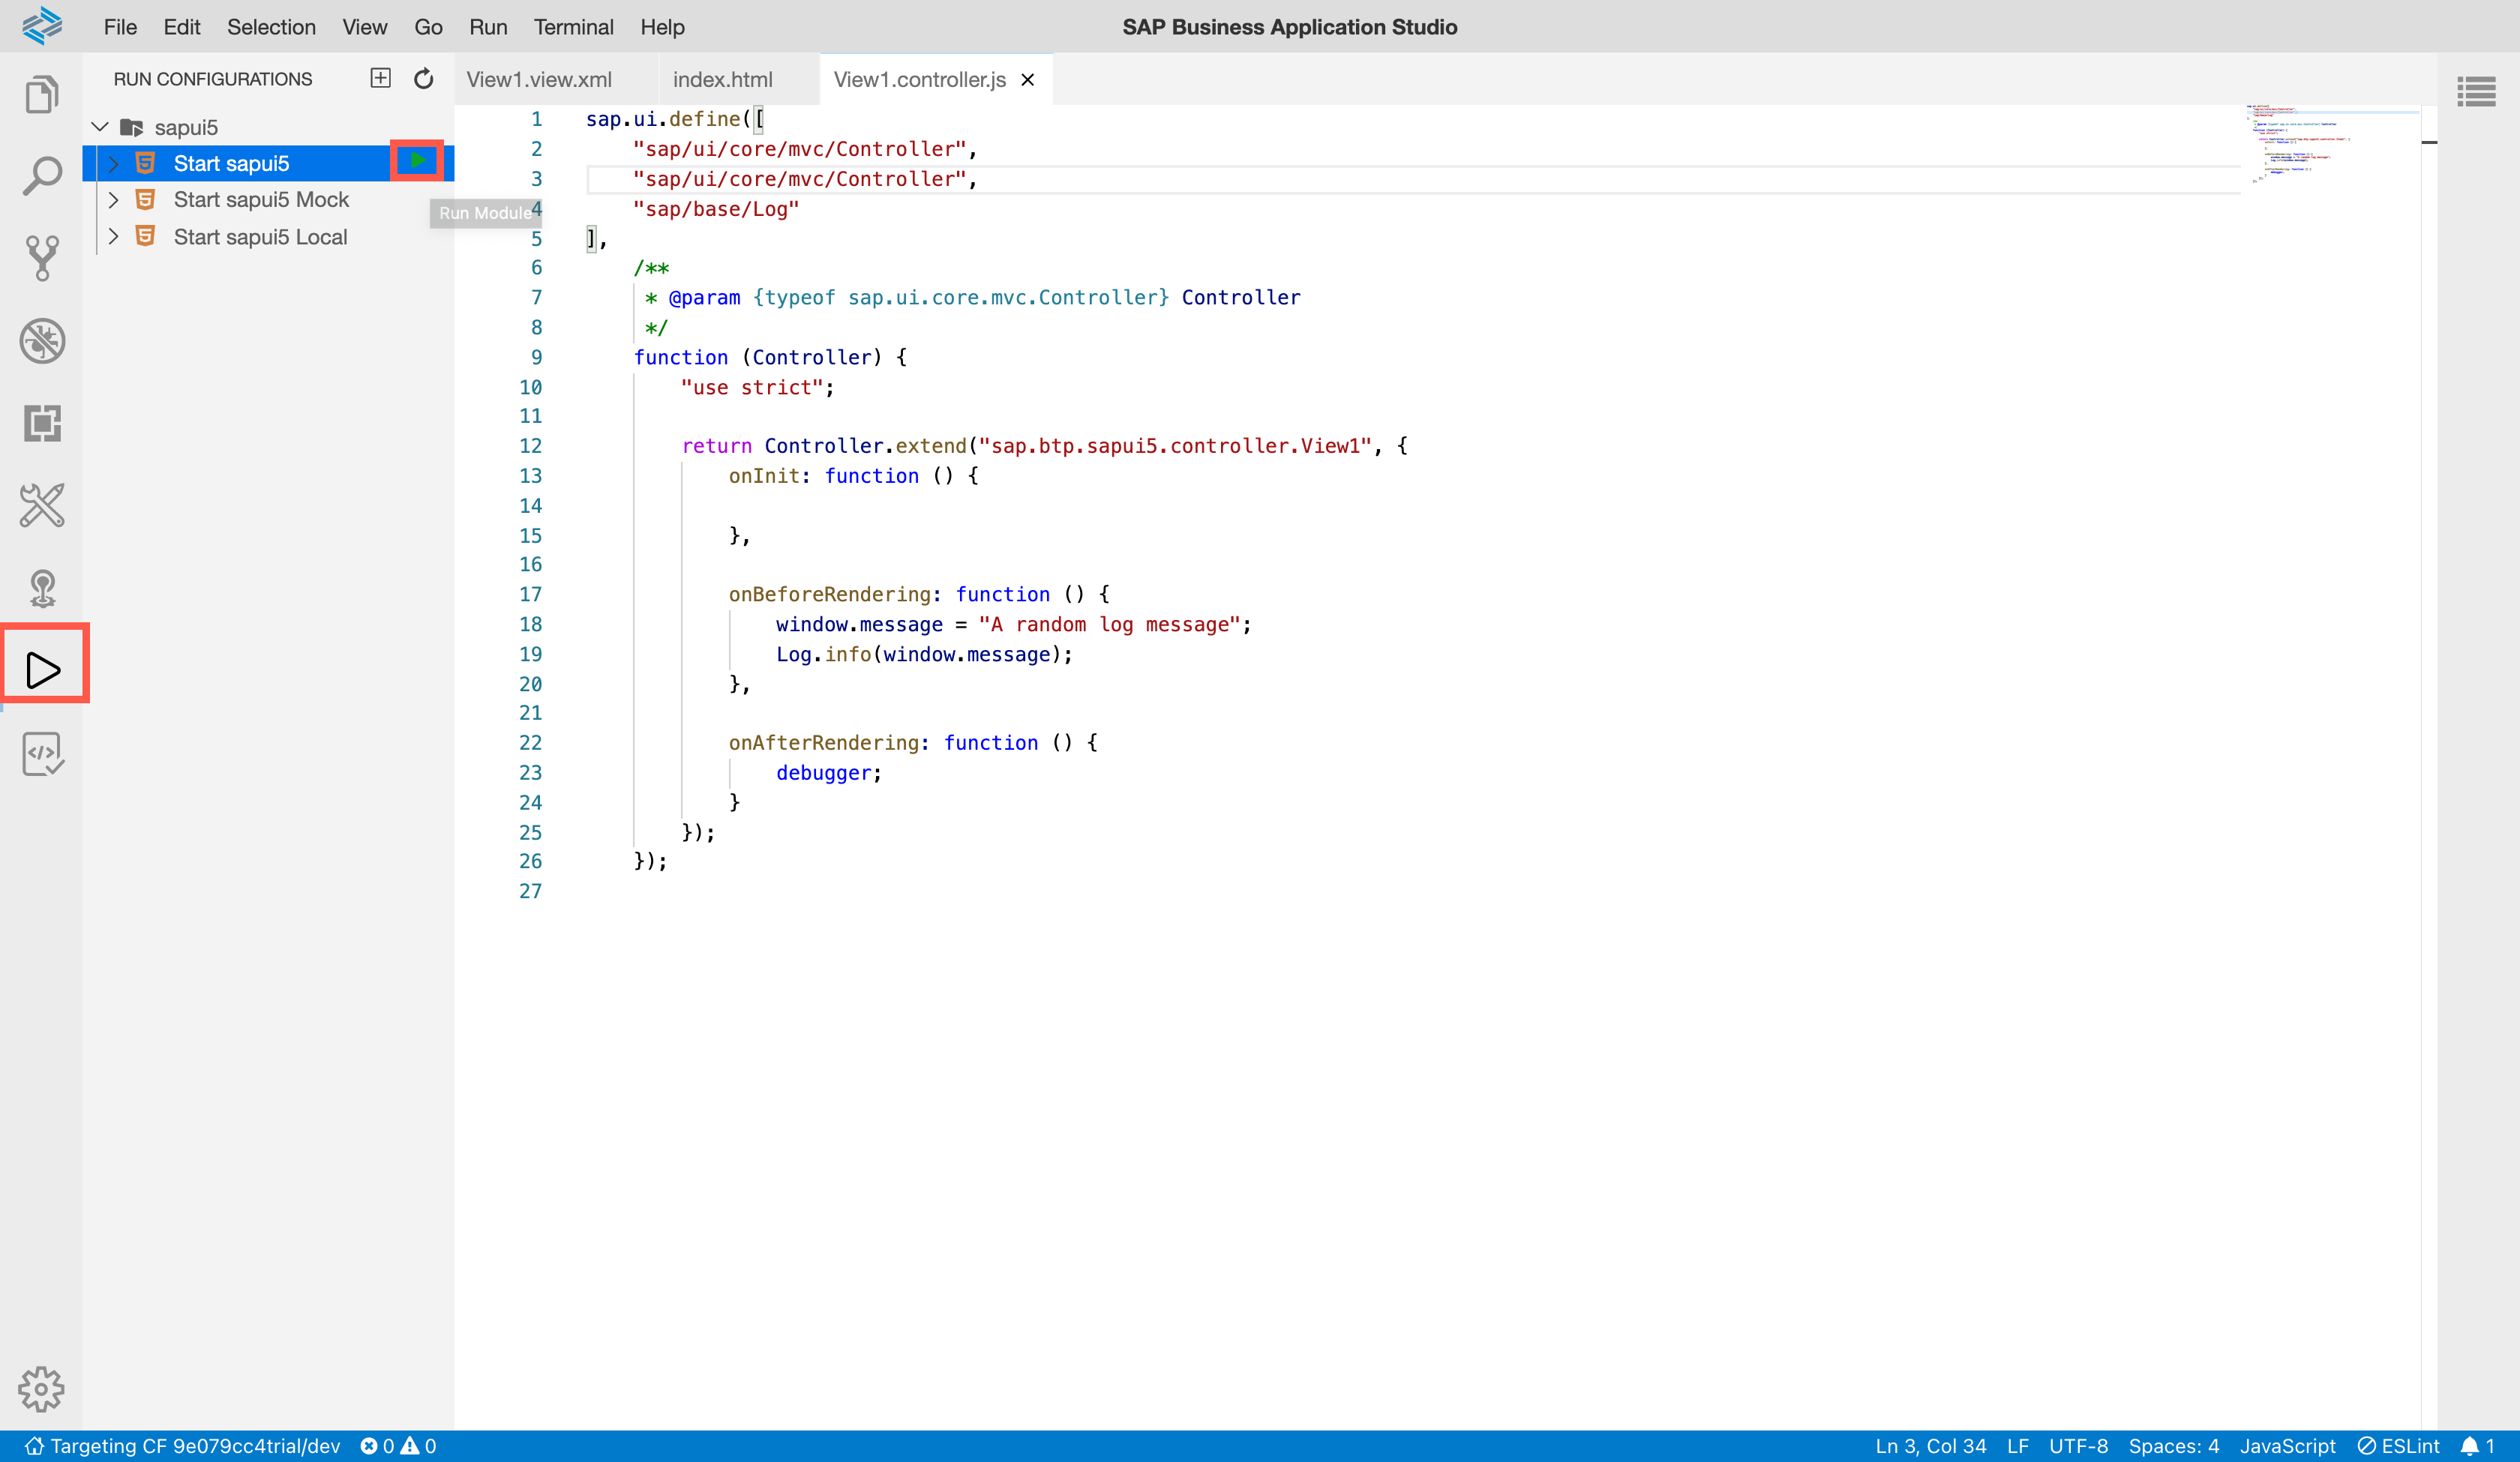 File Edit Selection View Go Run Terminal Help SAP Business Application Studio
RUN CONFIGURATIONS
sapui5
Start sapui5
Start sapui5 Mock
Start sapui5 Local
Run Module
View1.view.xml index.html View1.controller.js
1 sap.ui.define([
2 "sap/ui/core/mvc/Controller",
3 "sap/ui/core/mvc/Controller",
4 "sap/base/Log"
5 ],
6 /**
7 * @param {typeof sap.ui.core.mvc.Controller} Controller
8 */
9 function (Controller) {
10 "use strict";
11
12 return Controller.extend("sap.btp.sapui5.controller.View1", {
13 onInit: function () {
14
15 },
16
17 onBeforeRendering: function () {
18 window.message = "A random log message";
19 Log.info(window.message);
20 },
21
22 onAfterRendering: function () {
23 debugger;
24 }
25 });
26 });
27
Targeting CF 9e079cc4trial/dev 0 0 Ln 3, Col 34 LF UTF-8 Spaces: 4 JavaScript ESLint 1